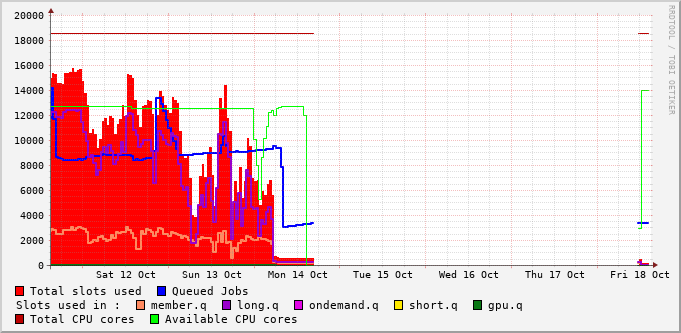 20000
18000
16000
14000
12000
10000
8000
6000
4000
2000
0
Sat 12 Oct Sun 13 Oct Mon 14 Oct Tue 15 Oct Wed 16 Oct Thu 17 Oct Fri 18 Oct
Total slots used Queued Jobs
Slots used in : member.q long.q ondemand.q short.q gpu.q
Total CPU cores Available CPU cores
RRDTOOL / TOBI OETIKER